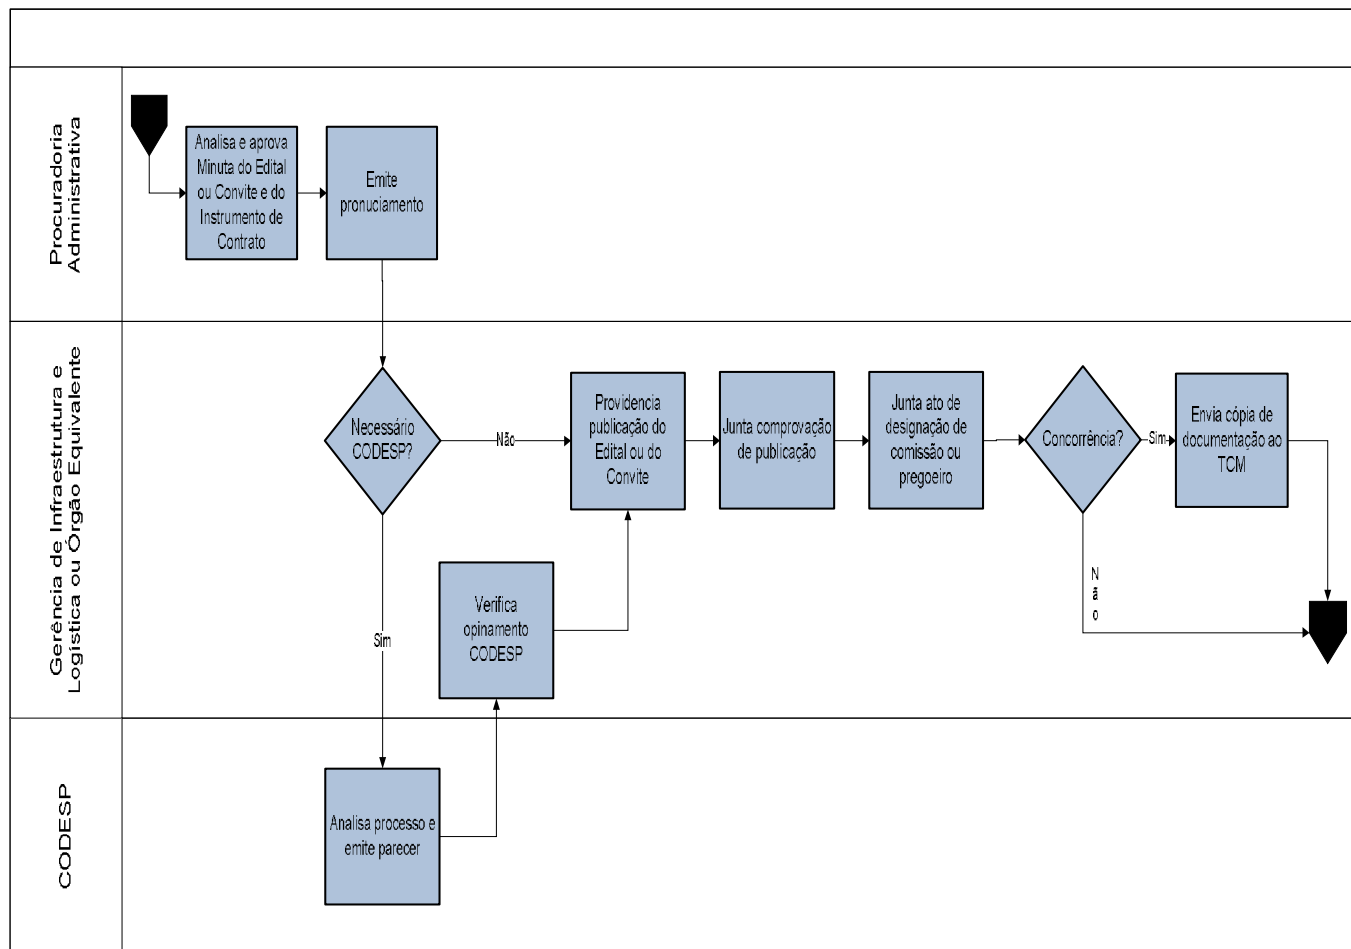 Procuradoria
Administrativa
Analisa e aprova
Minuta do Edital
ou Convite e do
Instrumento de
Contrato
Emite
pronuciamento
Gerência de Infraestrutura e
Logística ou Órgão Equivalente
Necessário
CODESP?
Não
Providencia
publicação do
Edital ou do
Convite
Junta comprovação
de publicação
Junta ato de
designação de
comissão ou
pregoeiro
Concorrência?
Sim
Envia cópia de
documentação ao
TCM
N
ã
o
Verifica
opinamento
CODESP
Sim
CODESP
Analisa processo e
emite parecer